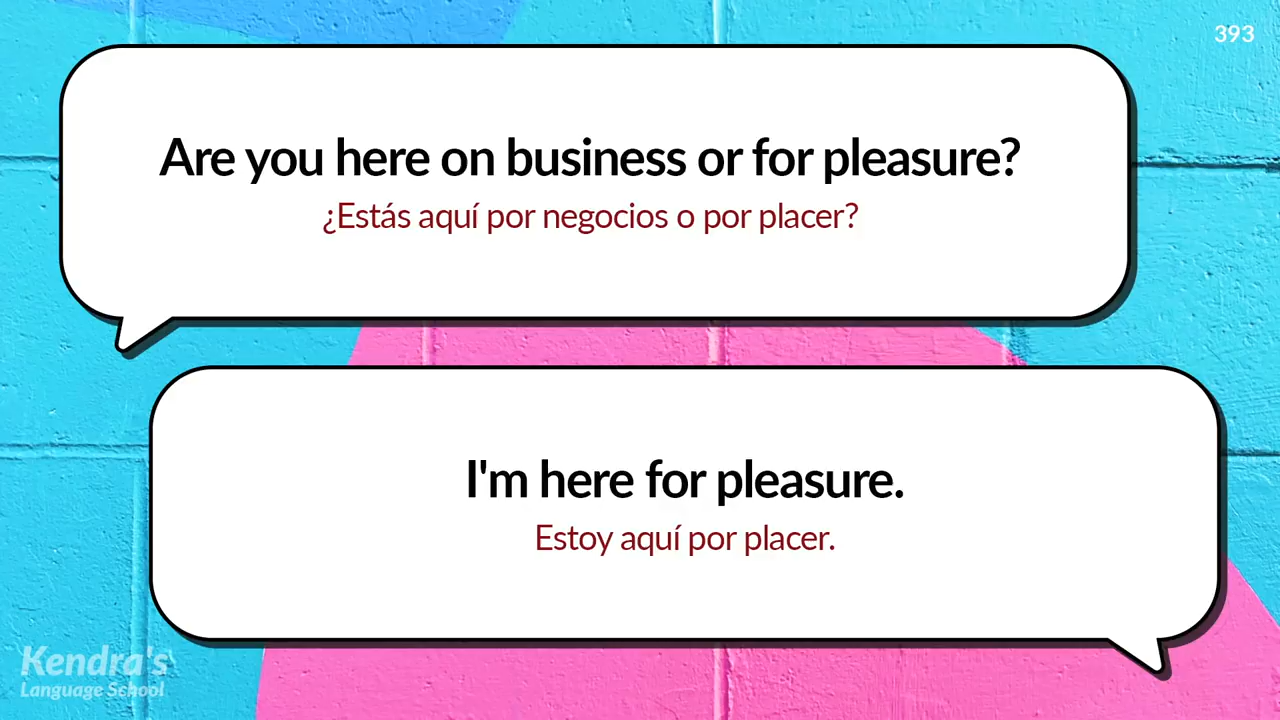 393
Are you here on business or for pleasure?
¿Estás aquí por negocios o por placer?
I'm here for pleasure.
Estoy aquí por placer.
Kendra's
Language School